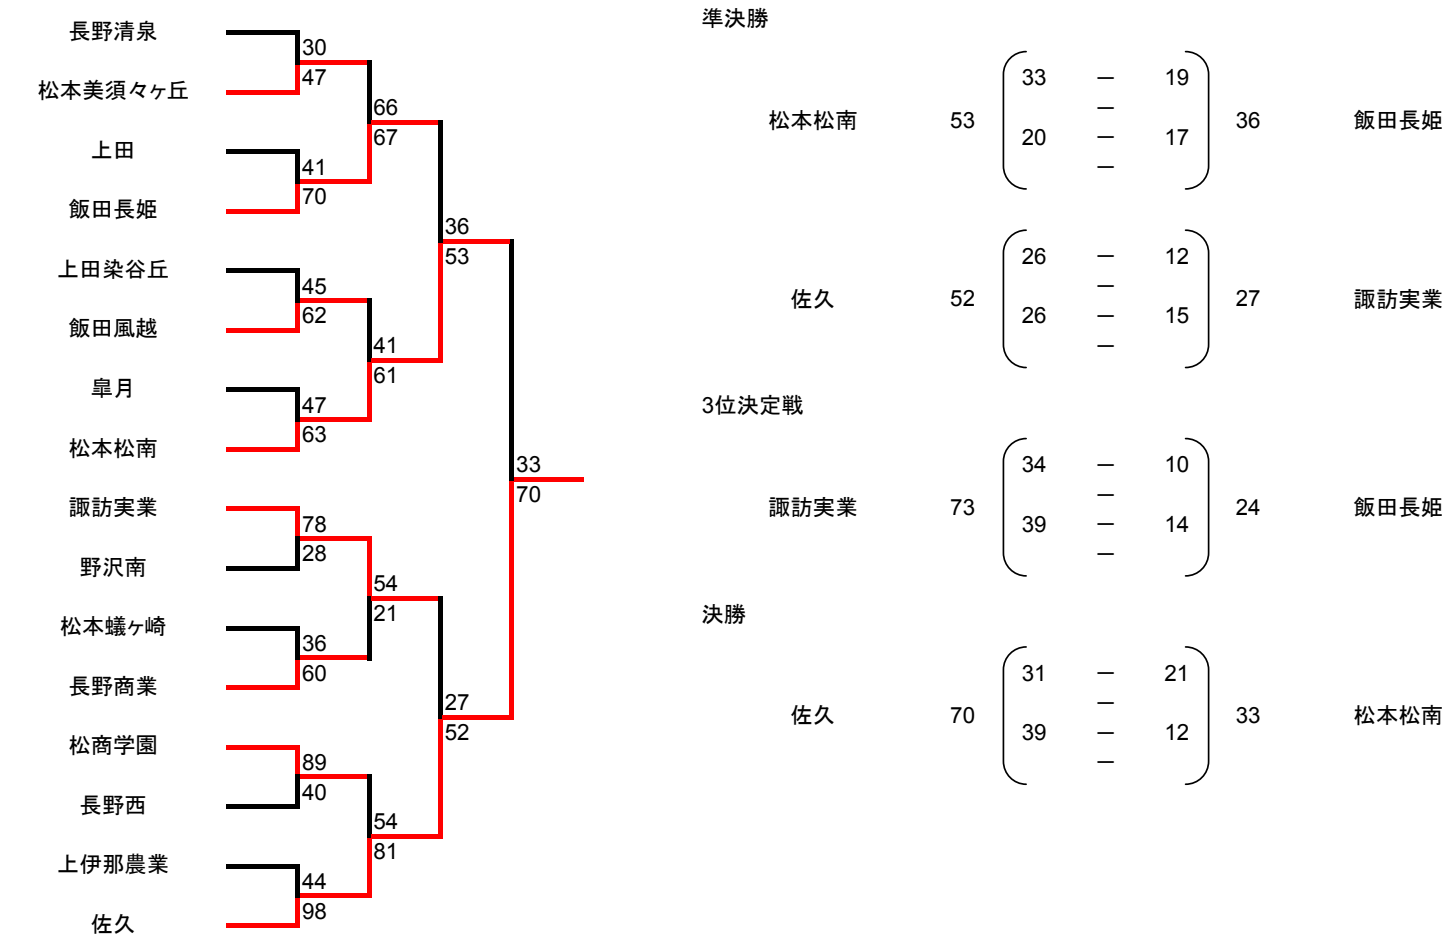 長野清泉
30
47
松本美須々ヶ丘
66
67
上田
41
70
飯田長姫
36
53
上田染谷丘
45
62
飯田風越
41
61
皐月
47
63
松本松南
33
70
諏訪実業
78
28
野沢南
54
21
松本蟻ヶ崎
36
60
長野商業
27
52
松商学園
89
40
長野西
54
81
上伊那農業
44
98
佐久
準決勝
33 — 19
—
松本松南 53 20 — 17 36 飯田長姫
—
26 — 12
—
佐久 52 26 — 15 27 諏訪実業
—
3位決定戦
34 — 10
—
諏訪実業 73 39 — 14 24 飯田長姫
—
決勝
31 — 21
—
佐久 70 39 — 12 33 松本松南
—